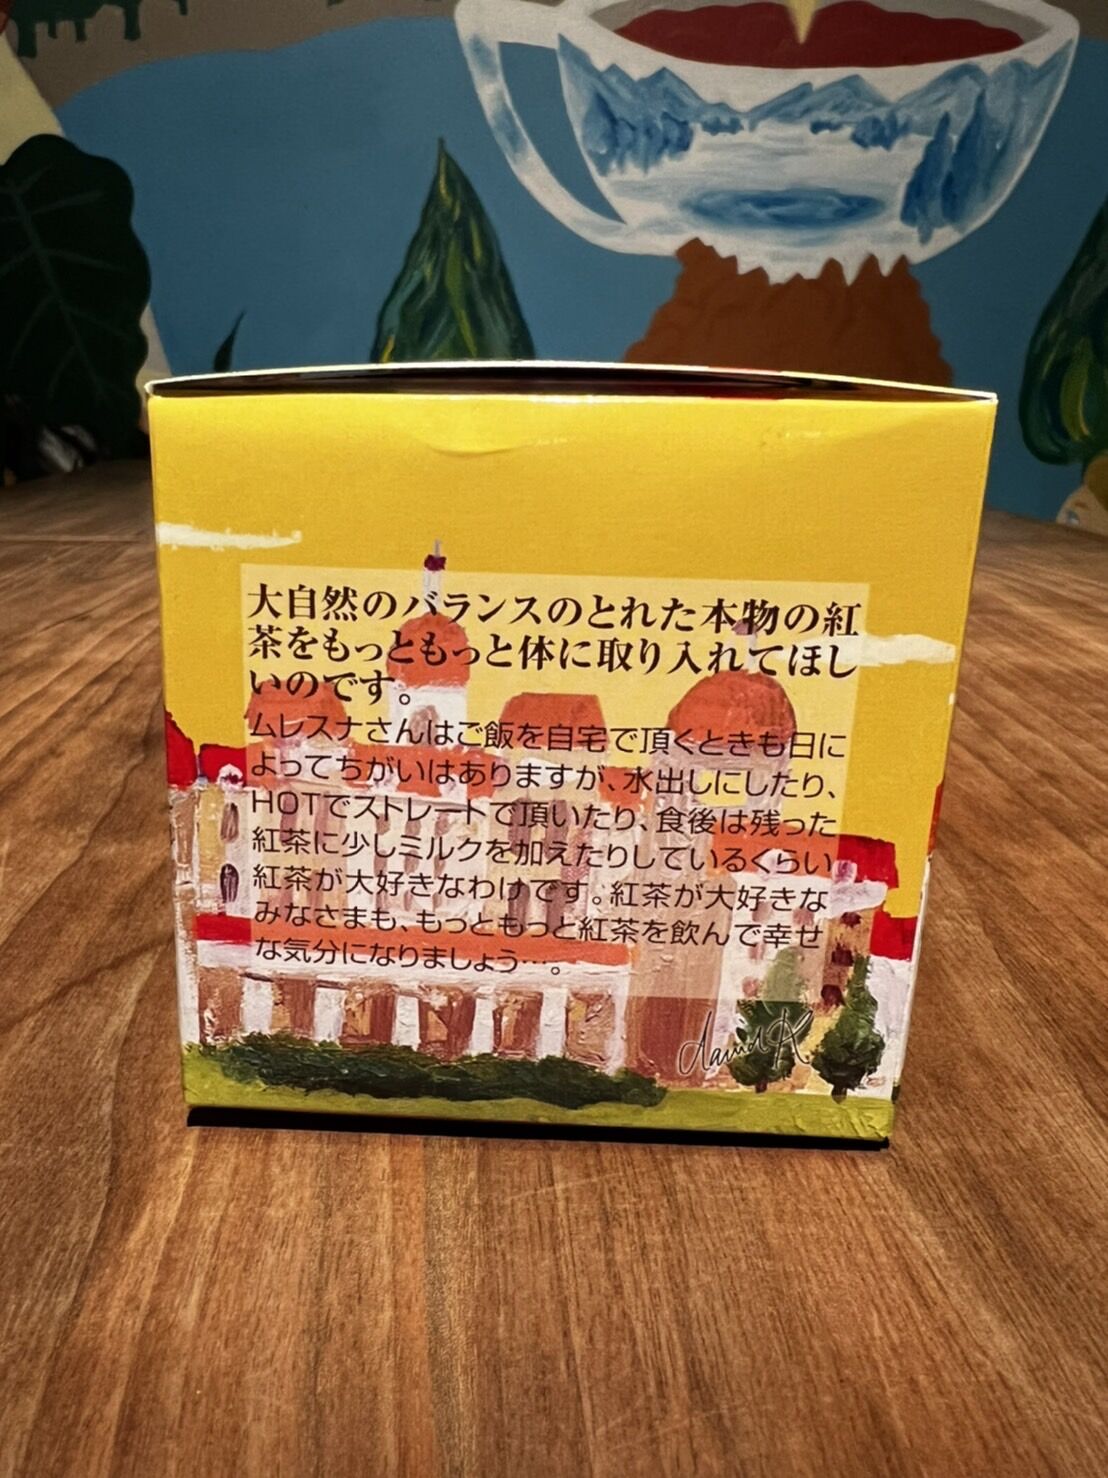 大自然のバランスのとれた本物の紅
茶をもっともっと体に取り入れてほし
いのです。
ムレスナさんはご飯を自宅で頂くときも日に
よってちがいはありますが、水出しにしたり、
HOTでストレートで頂いたり、食後は残った
紅茶に少しミルクを加えたりしているくらい
紅茶が大好きなわけです。紅茶が大好きな
みなさまも、もっともっと紅茶を飲んで幸せ
な気分になりましょう…。